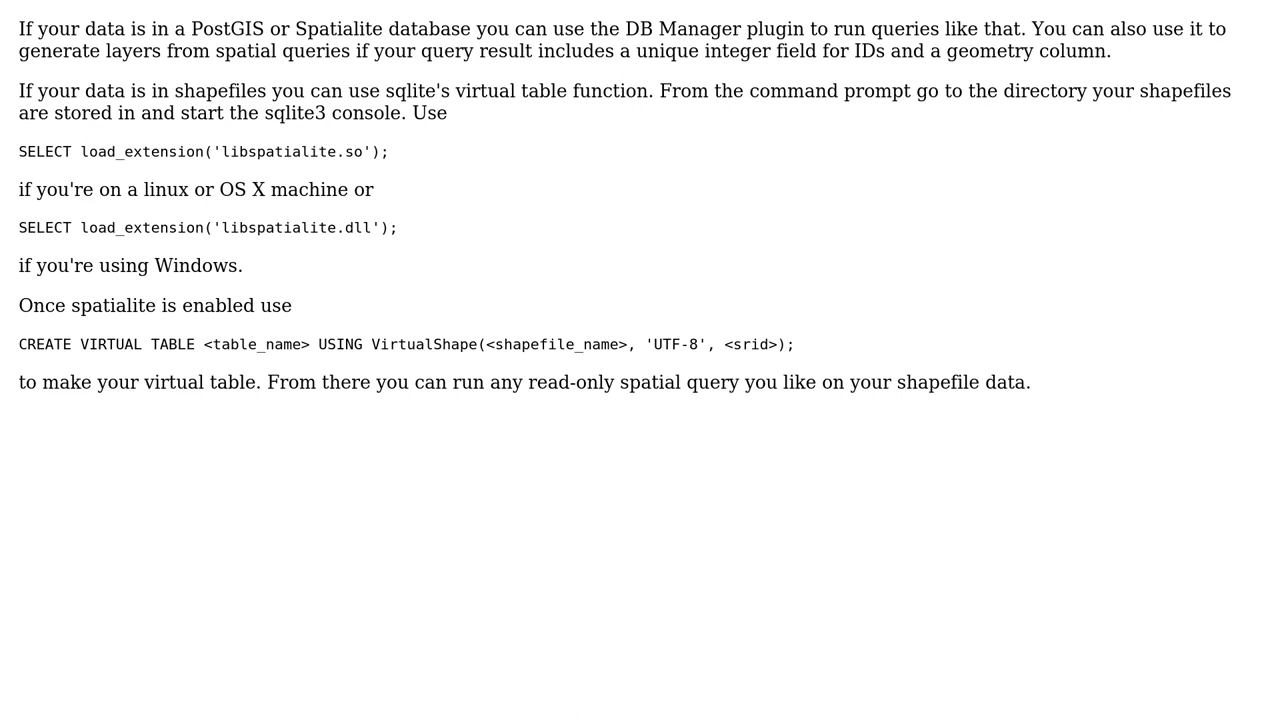 If your data is in a PostGIS or Spatialite database you can use the DB Manager plugin to run queries like that. You can also use it to
generate layers from spatial queries if your query result includes a unique integer field for IDs and a geometry column.
If your data is in shapefiles you can use sqlite's virtual table function. From the command prompt go to the directory your shapefiles
are stored in and start the sqlite3 console. Use
SELECT load_extension('libspatialite.so');
if you're on a linux or OS X machine or
SELECT load_extension('libspatialite.dll');
if you're using Windows.
Once spatialite is enabled use
CREATE VIRTUAL TABLE <table_name> USING VirtualShape(<shapefile_name>, 'UTF-8', <srid>);
to make your virtual table. From there you can run any read-only spatial query you like on your shapefile data.